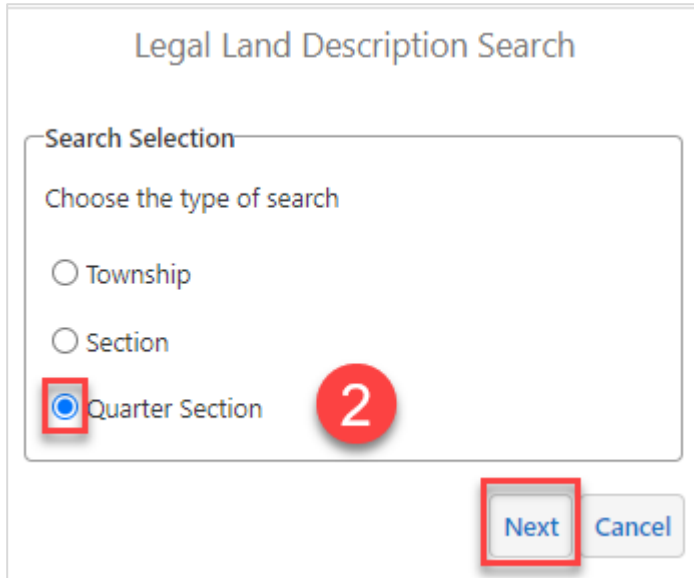 Legal Land Description Search
Search Selection
Choose the type of search
Township
Section
Quarter Section
2
Next Cancel